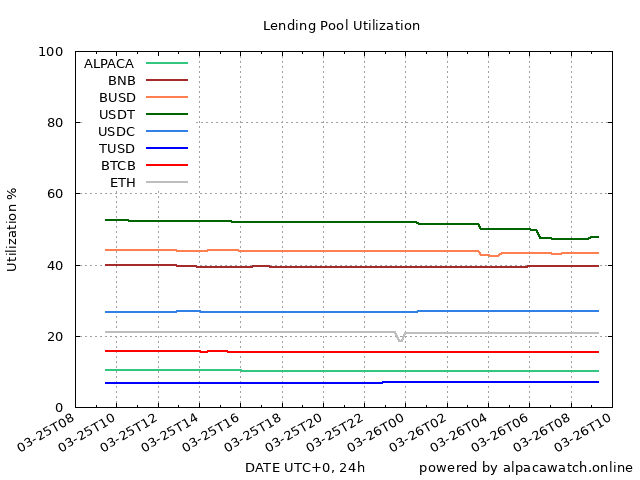 Lending Pool Utilization
Utilization %
100
80
60
40
20
0
ALPACA
BNB
BUSD
USDT
USDC
TUSD
BTCB
ETH
03-25T08
03-25T10
03-25T12
03-25T14
03-25T16
03-25T18
03-25T20
03-25T22
03-26T00
03-26T02
03-26T04
03-26T06
03-26T08
03-26T10
DATE UTC+0, 24h
powered by alpacawatch.online